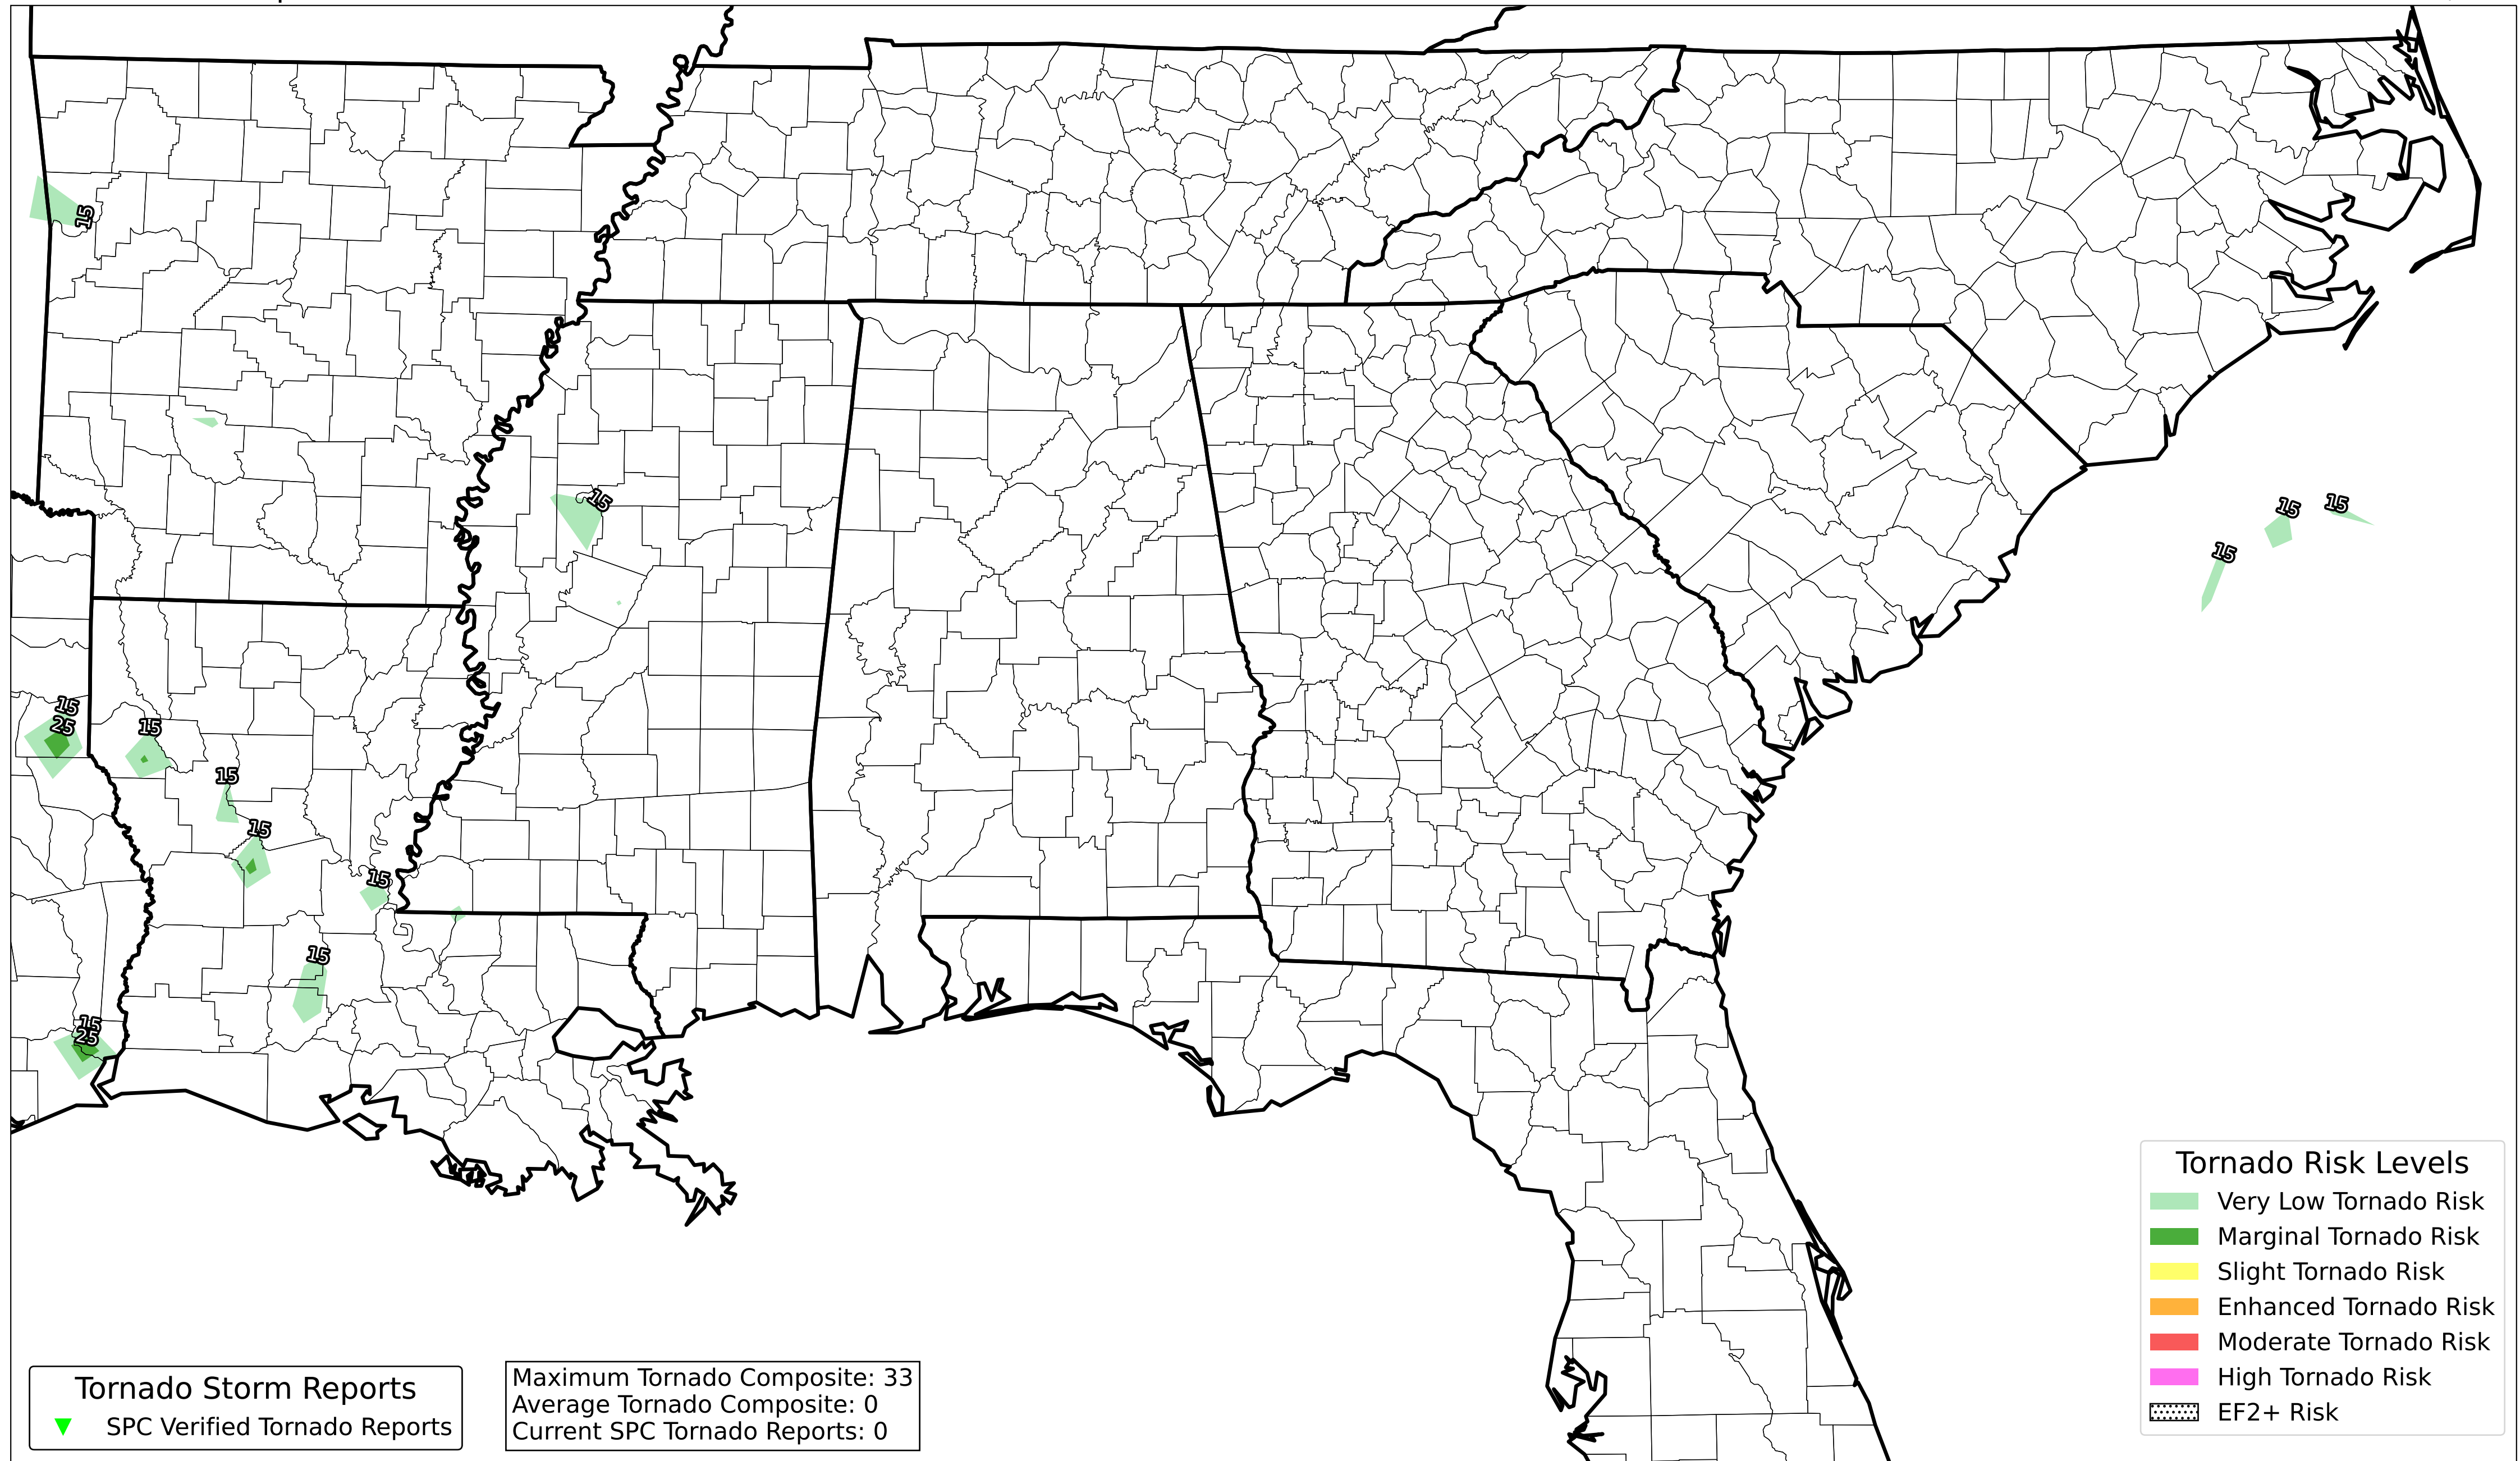 15
15
15
15
15
15
25
15
15
15
15
15
15
25
Tornado Risk Levels
Very Low Tornado Risk
Marginal Tornado Risk
Slight Tornado Risk
Enhanced Tornado Risk
Moderate Tornado Risk
High Tornado Risk
EF2+ Risk
Tornado Storm Reports
SPC Verified Tornado Reports
Maximum Tornado Composite: 33
Average Tornado Composite: 0
Current SPC Tornado Reports: 0